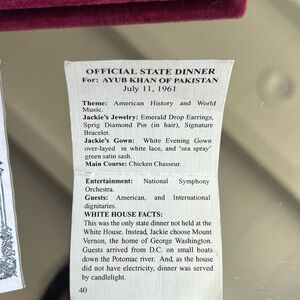 OFFICIAL STATE DINNER
For: AYUB KHAN OF PAKISTAN
July 11, 1961
Theme: American History and World
Music.
Jackie's Jewelry: Emerald Drop Earrings,
Sprig Diamond Pin (in hair), Signature
Bracelet.
Jackie's Gown: White Evening Gown
over-layed in white lace, and 'sea spray'
green satin sash.
Main Course: Chicken Chasseur.
Entertainment: National Symphony
Orchestra.
Guests: American, and International
dignitaries.
WHITE HOUSE FACTS:
This was the only state dinner not held at the
White House. Instead, Jackie choose Mount
Vernon, the home of George Washington.
Guests arrived from D.C. on small boats
down the Potomac river. And, as the house
did not have electricity, dinner was served
by candlelight.
40